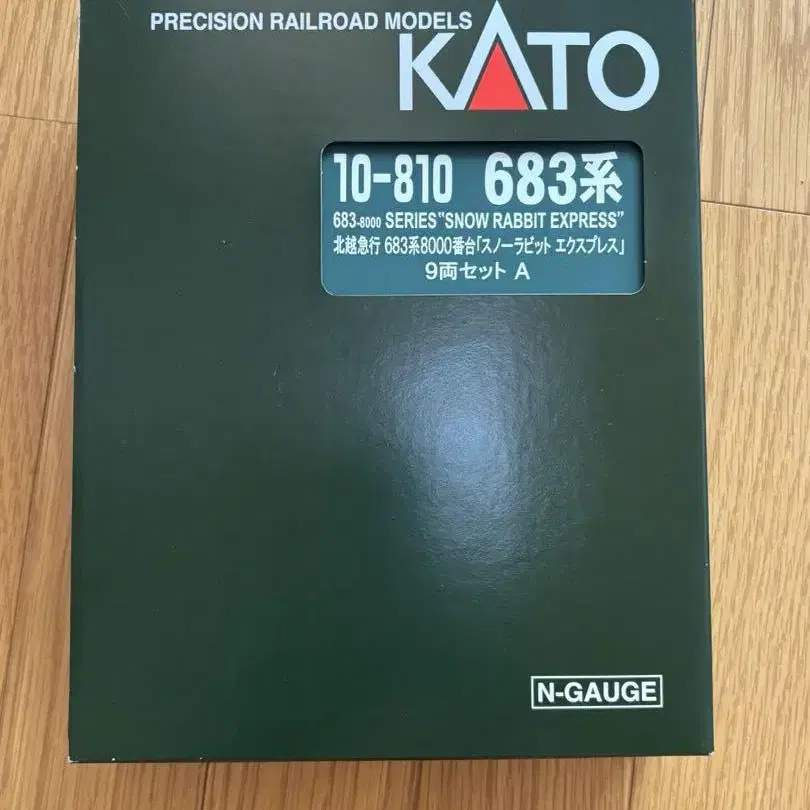 PRECISION RAILROAD MODELS
KATO
10-810 683系
683-8000 SERIES "SNOW RABBIT EXPRESS"
北越急行 683系8000番台「スノーラビット エクスプレス」
9両セット A
N-GAUGE